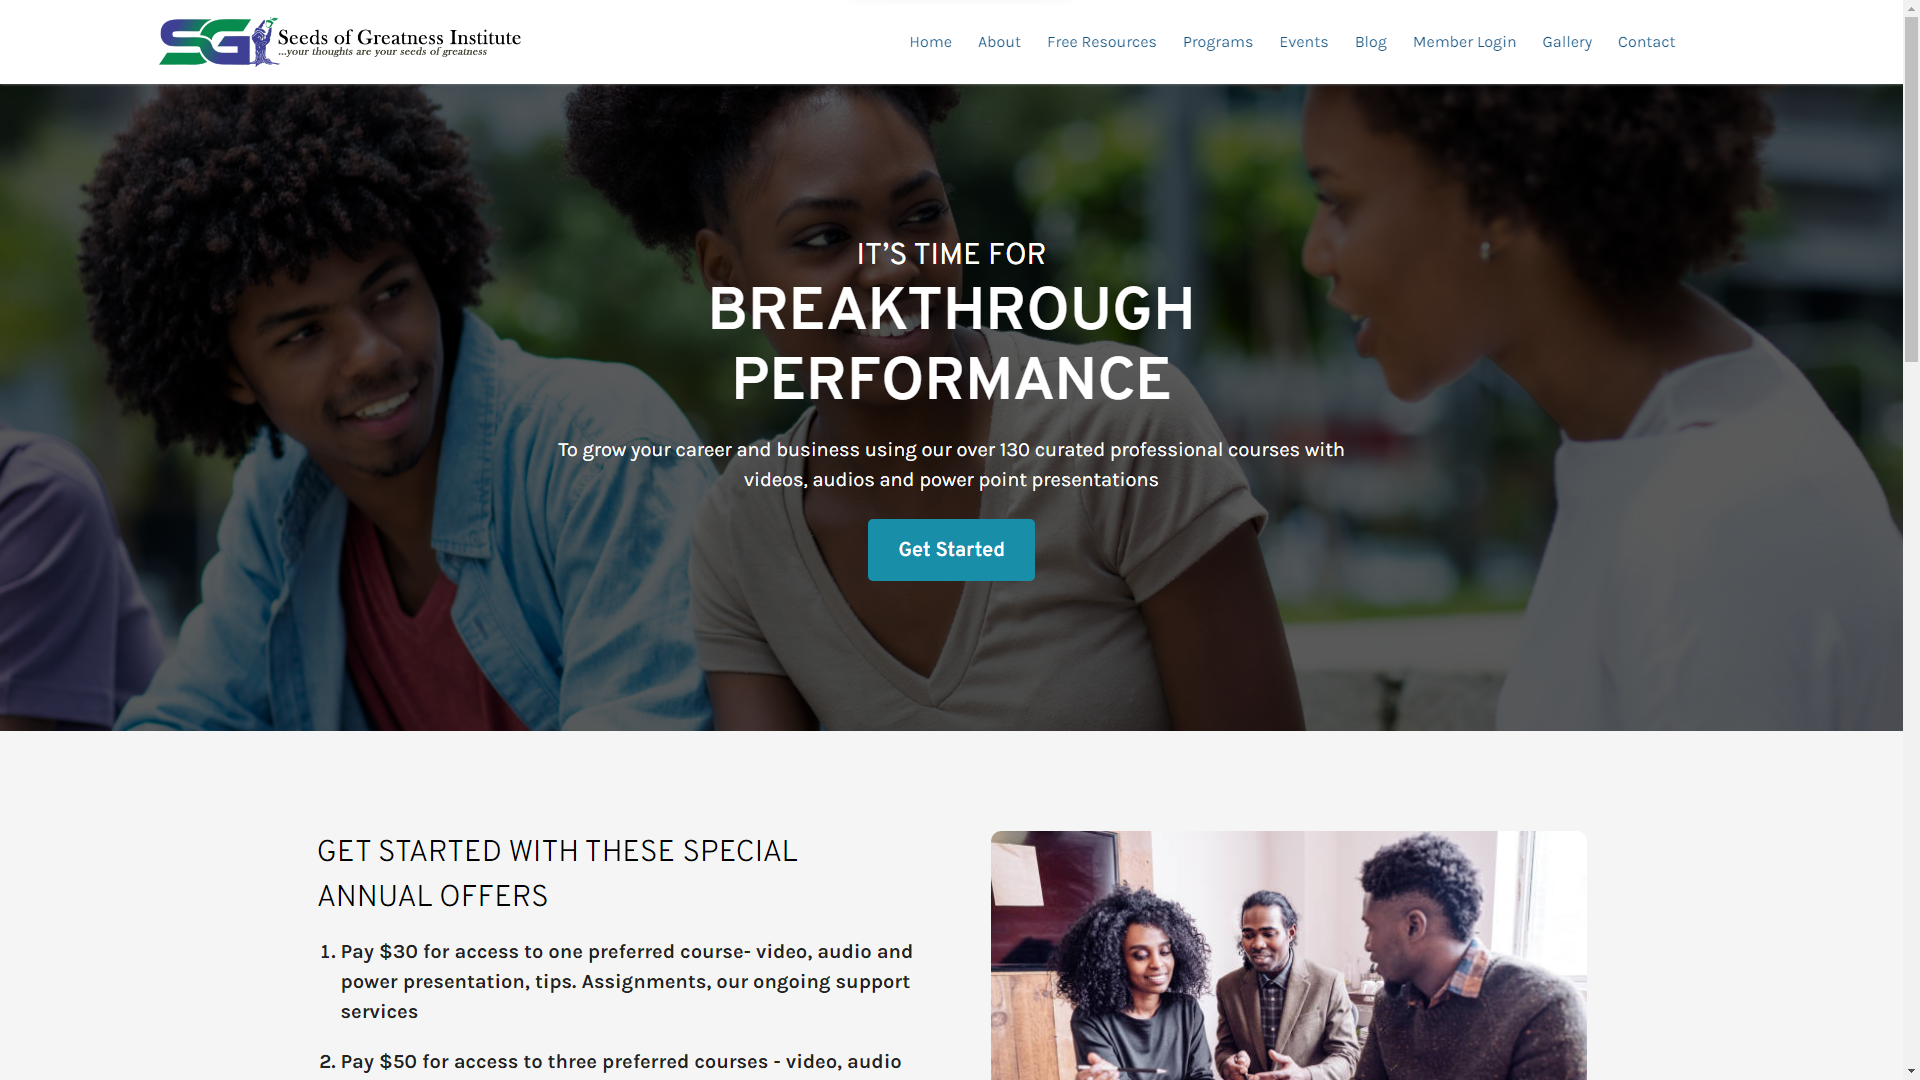 SGI
Seeds of Greatness Institute
...your thoughts are your seeds of greatness
Home About Free Resources Programs Events Blog Member Login Gallery Contact
IT’S TIME FOR
BREAKTHROUGH
PERFORMANCE
To grow your career and business using our over 130 curated professional courses with
videos, audios and power point presentations
Get Started
GET STARTED WITH THESE SPECIAL
ANNUAL OFFERS
1. Pay $30 for access to one preferred course- video, audio and
power presentation, tips. Assignments, our ongoing support
services
2. Pay $50 for access to three preferred courses - video, audio